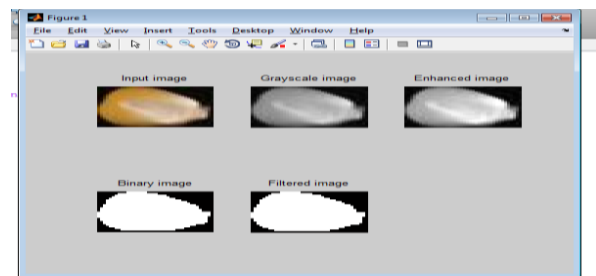 Figure 1
File Edit View Insert Tools Desktop Window Help
Input image Grayscale image Enhanced image
Binary image Filtered image